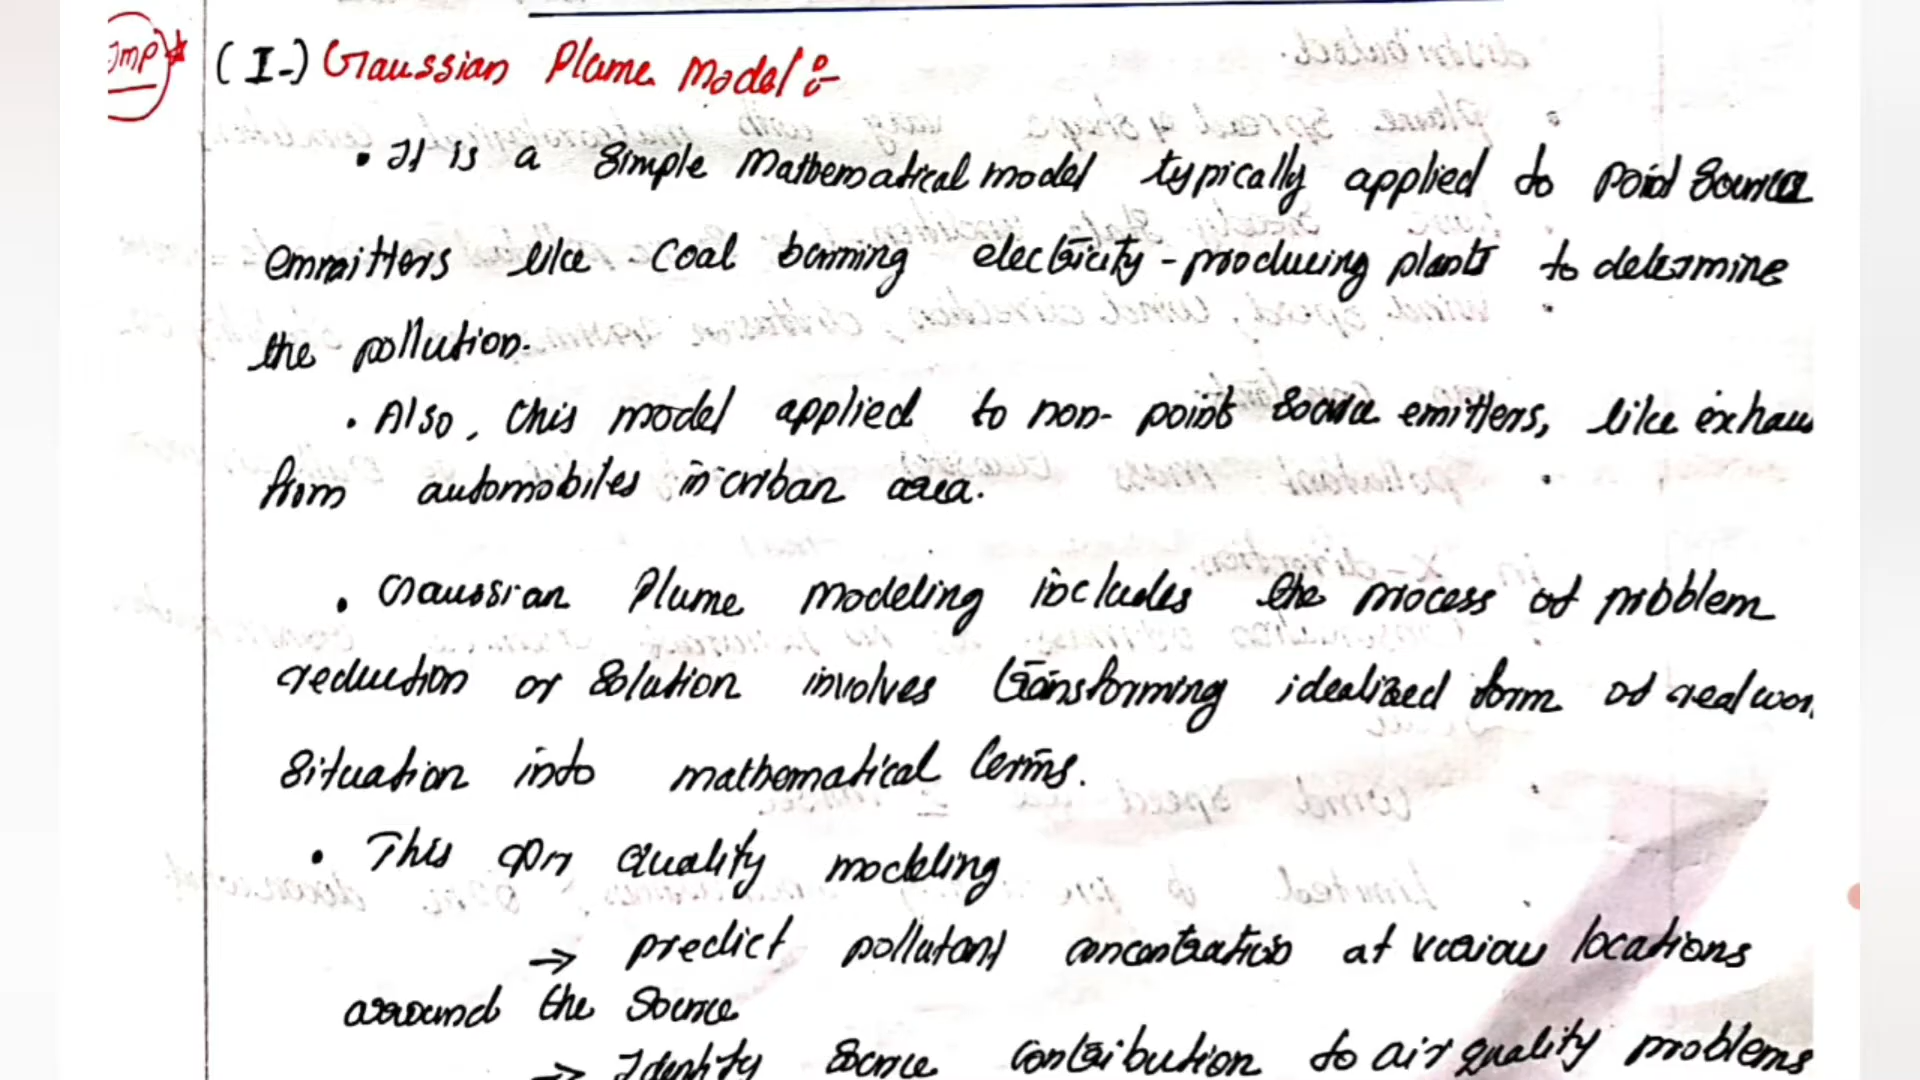 Imp (I-) Gaussian Plume Model :-
• It is a simple Mathematical model typically applied to point source
emmitters like coal burning electricity-producing plants to determine
the pollution.
• Also, this model applied to non-point source emitters, like exhaus
from automobiles in urban area.
• Gaussian Plume modeling includes the process of problem
reduction or solution involves transforming idealized form of real wor
situation into mathematical terms.
• This air quality modeling
→ predict pollutant concentration at various locations
arround the source
→ Identify source contribution to air quality problems